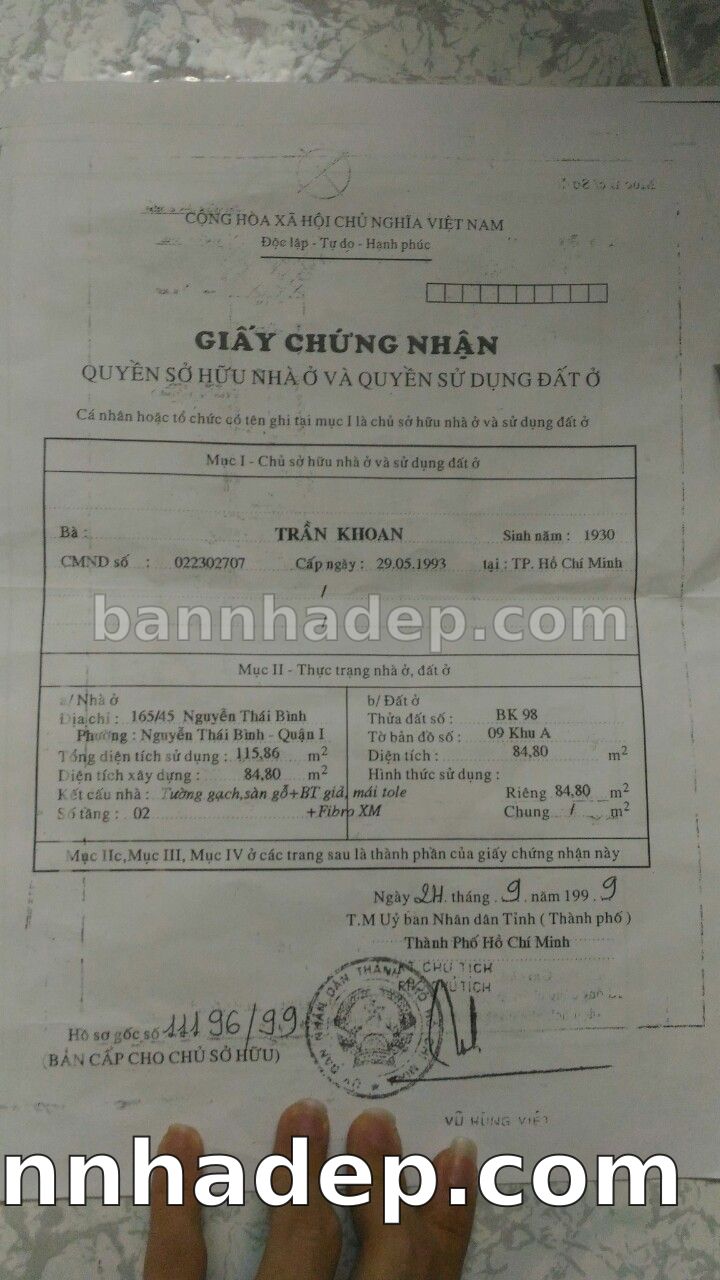 CỘNG HÒA XÃ HỘI CHỦ NGHĨA VIỆT NAM
Độc lập - Tự do - Hạnh phúc
GIẤY CHỨNG NHẬN
QUYỀN SỞ HỮU NHÀ Ở VÀ QUYỀN SỬ DỤNG ĐẤT Ở
Cá nhân hoặc tổ chức có tên ghi tại mục I là chủ sở hữu nhà ở và sử dụng đất ở
Mục I - Chủ sở hữu nhà ở và sử dụng đất ở
Bà : TRẦN KHOAN Sinh năm : 1930
CMND số : 022302707 Cấp ngày : 29.05.1993 tại : TP. Hồ Chí Minh
/
/
bannhadep.com
Mục II - Thực trạng nhà ở, đất ở
a/ Nhà ở
Địa chỉ : 165/45 Nguyễn Thái Bình
Phường : Nguyễn Thái Bình - Quận I
Tổng diện tích sử dụng : 115,86 m2
Diện tích xây dựng : 84,80 m2
Kết cấu nhà : Tường gạch,sàn gỗ+BT giả, mái tole
Số tầng : 02 +Fibro XM
b/ Đất ở
Thửa đất số : BK 98
Tờ bản đồ số : 09 Khu A
Diện tích : 84,80 m2
Hình thức sử dụng :
Riêng 84,80 m2
Chung / m2
Mục IIc,Mục III, Mục IV ở các trang sau là thành phần của giấy chứng nhận này
Ngày 24 tháng 9 năm 1999
T.M Uỷ ban Nhân dân Tỉnh ( Thành phố )
Thành Phố Hồ Chí Minh
CHỦ TỊCH
Hồ sơ gốc số 11196/99
(BẢN CẤP CHO CHỦ SỞ HỮU)
VŨ HÙNG VIỆT
nnhadep.com